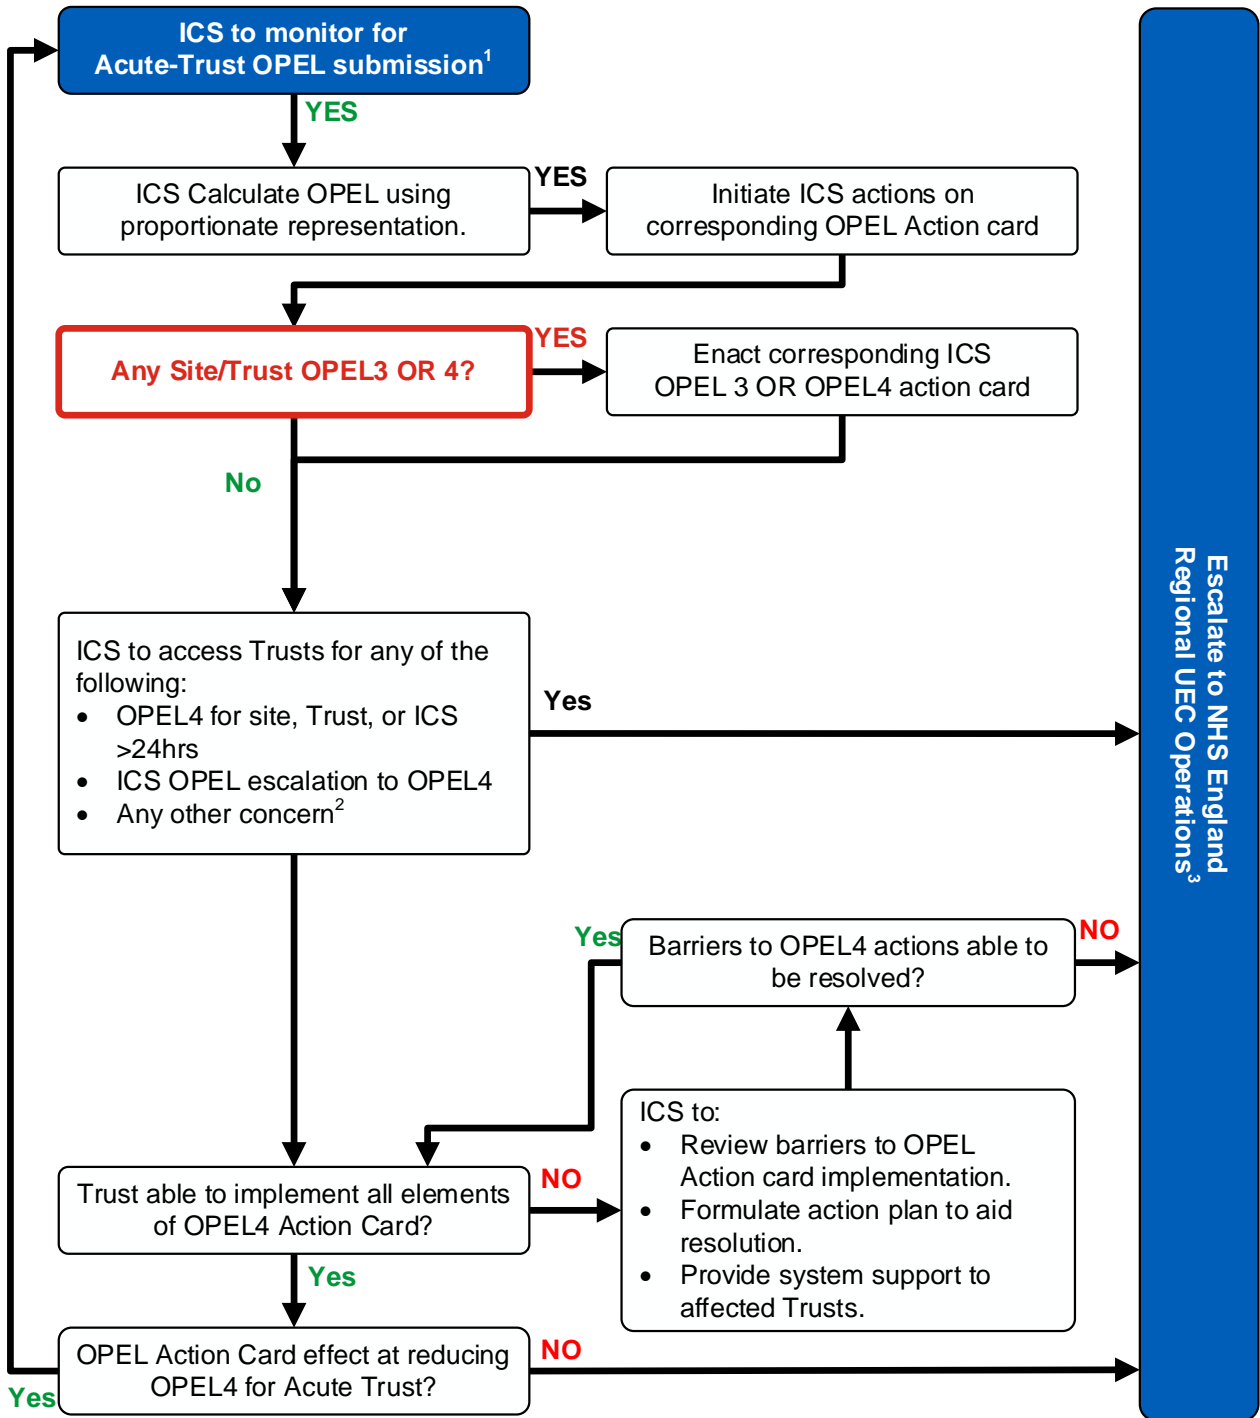 ICS to monitor for
Acute-Trust OPEL submission¹
YES
ICS Calculate OPEL using
proportionate representation.
YES
Initiate ICS actions on
corresponding OPEL Action card
Any Site/Trust OPEL3 OR 4?
YES
Enact corresponding ICS
OPEL 3 OR OPEL4 action card
No
ICS to access Trusts for any of the
following:
• OPEL4 for site, Trust, or ICS
>24hrs
• ICS OPEL escalation to OPEL4
• Any other concern²
Yes
Escalate to NHS England
Regional UEC Operations³
Yes
Barriers to OPEL4 actions able to
be resolved?
NO
ICS to:
• Review barriers to OPEL
Action card implementation.
• Formulate action plan to aid
resolution.
• Provide system support to
affected Trusts.
Trust able to implement all elements
of OPEL4 Action Card?
NO
Yes
OPEL Action Card effect at reducing
OPEL4 for Acute Trust?
NO
Yes